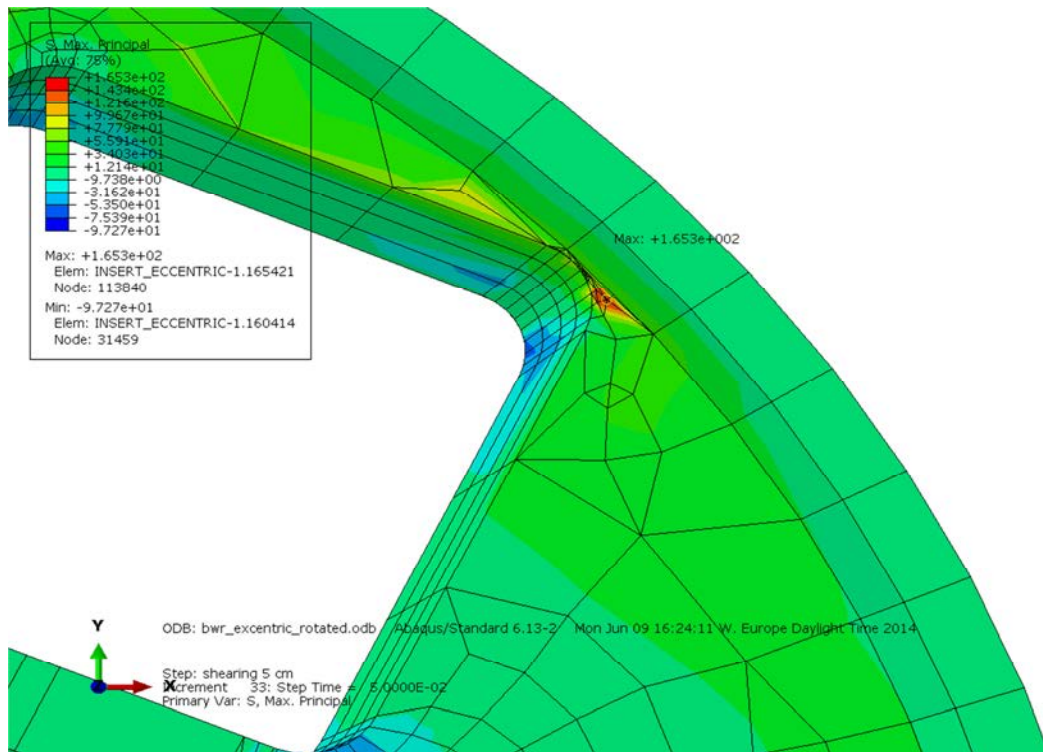 S, Max. Principal
(Avg: 75%)
+1.653e+02
+1.434e+02
+1.216e+02
+9.967e+01
+7.779e+01
+5.591e+01
+3.403e+01
+1.214e+01
-9.738e+00
-3.162e+01
-5.350e+01
-7.539e+01
-9.727e+01
Max: +1.653e+02
Elem: INSERT_ECCENTRIC-1.165421
Node: 113840
Min: -9.727e+01
Elem: INSERT_ECCENTRIC-1.160414
Node: 31459
Max: +1.653e+002
Y
X
ODB: bwr_excentric_rotated.odb Abaqus/Standard 6.13-2 Mon Jun 09 16:24:11 W. Europe Daylight Time 2014
Step: shearing 5 cm
Increment 33: Step Time = 5.0000E-02
Primary Var: S, Max. Principal